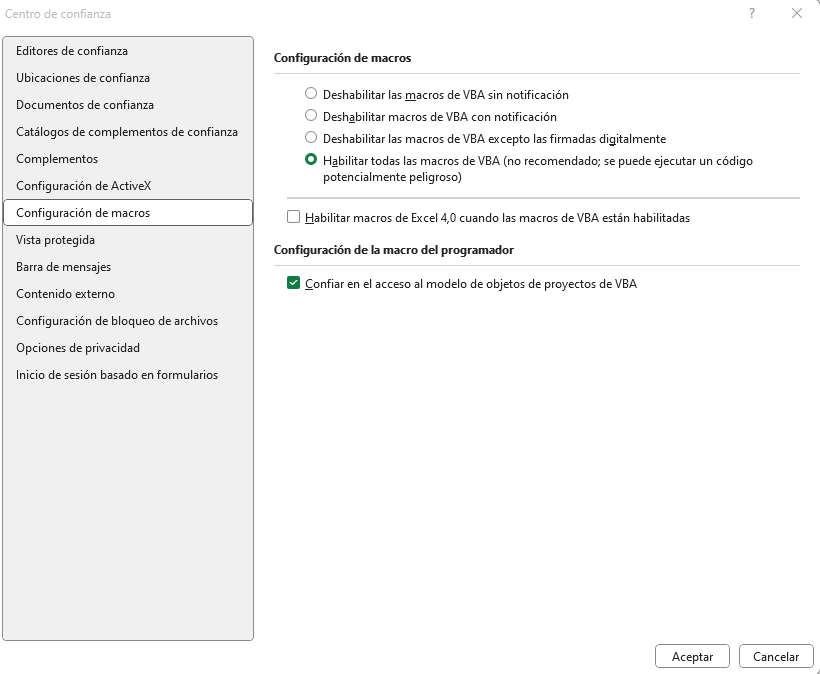 Centro de confianza
?
Editores de confianza
Ubicaciones de confianza
Documentos de confianza
Catálogos de complementos de confianza
Complementos
Configuración de ActiveX
Configuración de macros
Vista protegida
Barra de mensajes
Contenido externo
Configuración de bloqueo de archivos
Opciones de privacidad
Inicio de sesión basado en formularios
Configuración de macros
Deshabilitar las macros de VBA sin notificación
Deshabilitar macros de VBA con notificación
Deshabilitar las macros de VBA excepto las firmadas digitalmente
Habilitar todas las macros de VBA (no recomendado; se puede ejecutar un código
potencialmente peligroso)
Habilitar macros de Excel 4,0 cuando las macros de VBA están habilitadas
Configuración de la macro del programador
Confiar en el acceso al modelo de objetos de proyectos de VBA
Aceptar
Cancelar